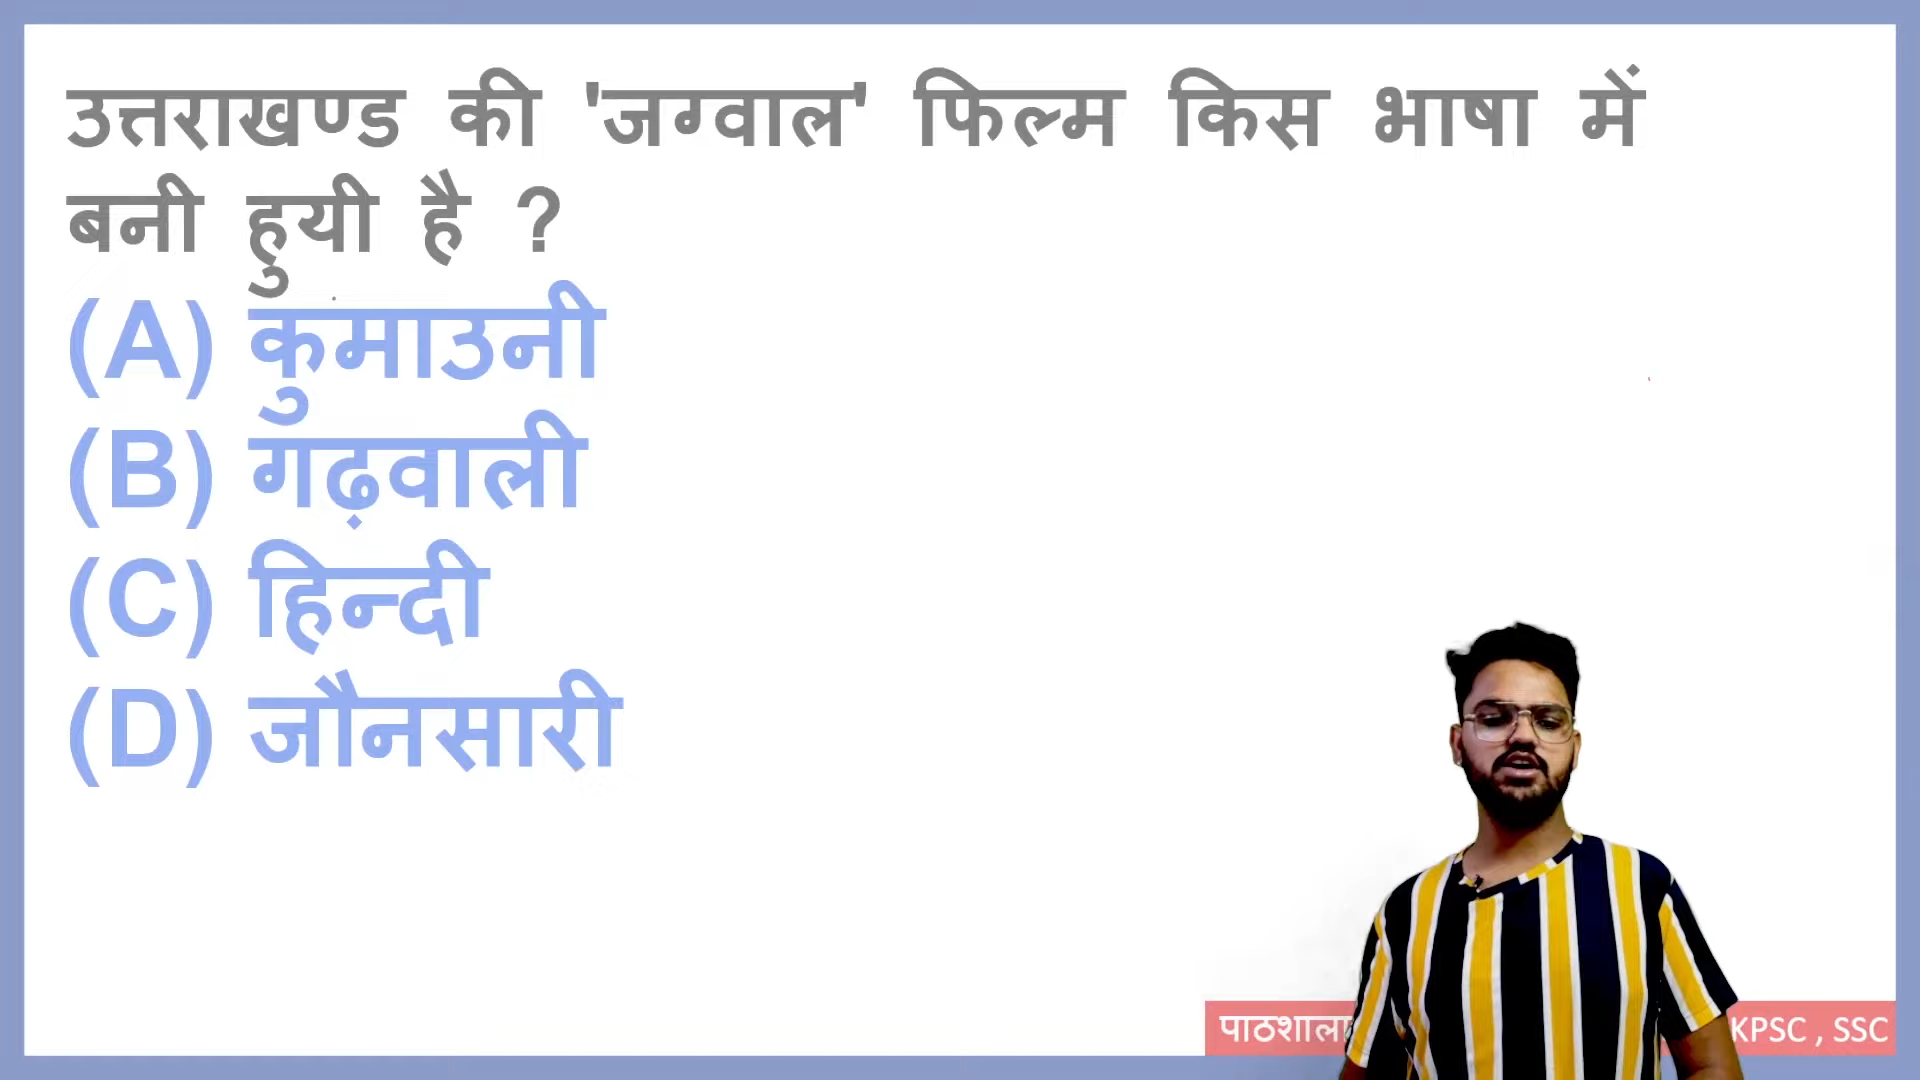 उत्तराखण्ड की 'जग्वाल' फिल्म किस भाषा में
बनी हुयी है ?
(A) कुमाउनी
(B) गढ़वाली
(C) हिन्दी
(D) जौनसारी
पाठशाला KPSC , SSC